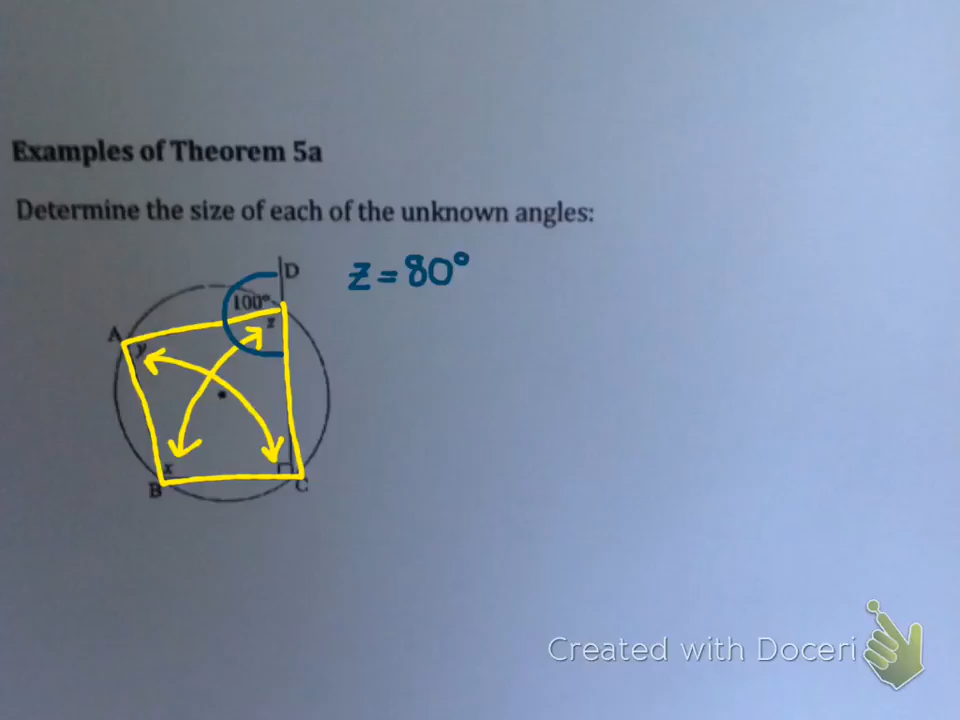 Examples of Theorem 5a
Determine the size of each of the unknown angles:
D
z = 80°
100°
A
z
y
x
B
C
Created with Doceri